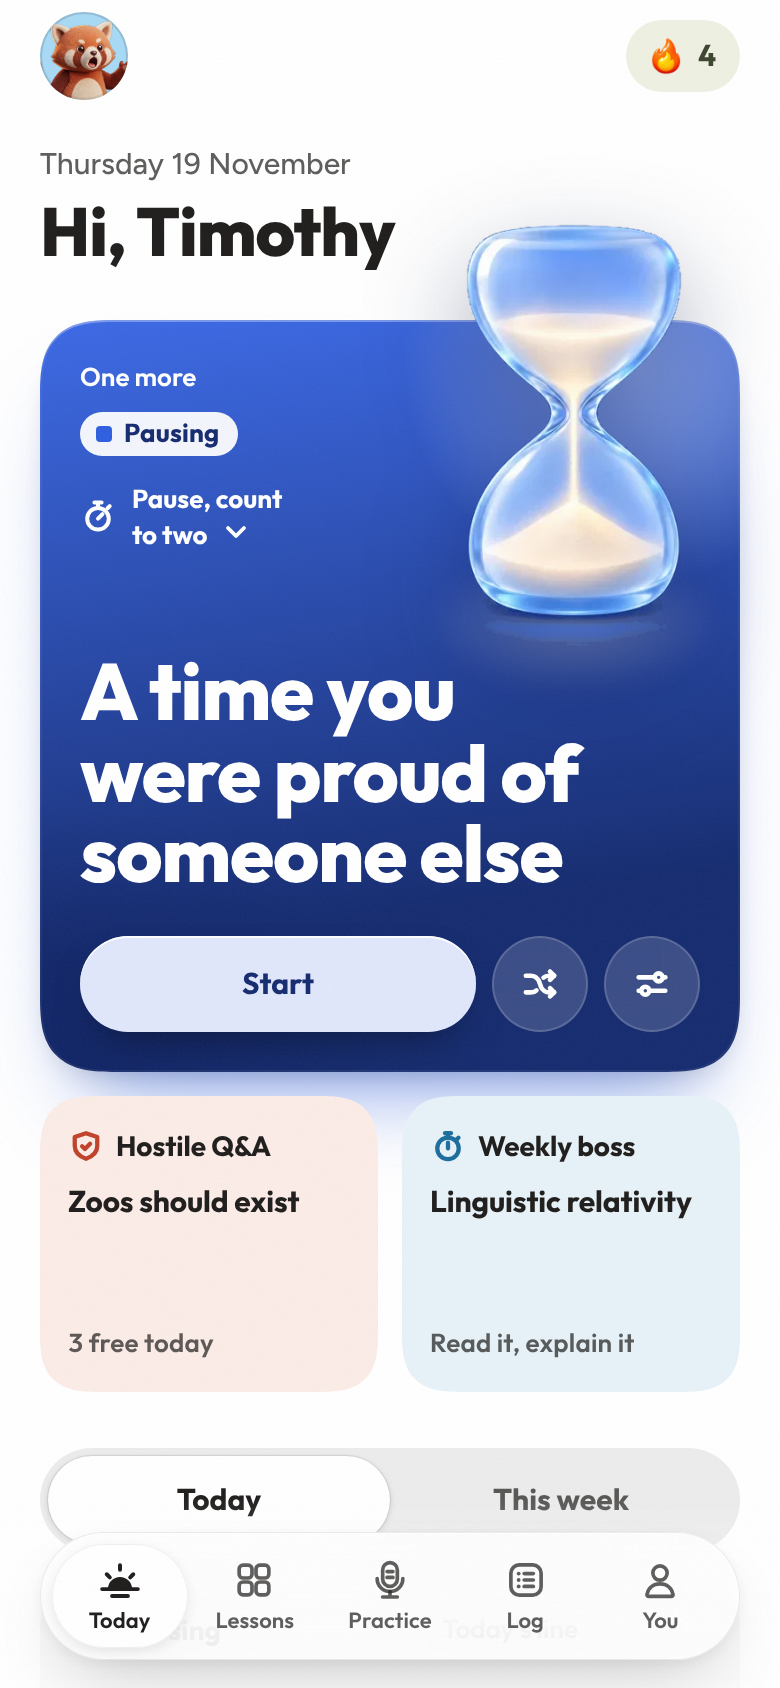 4
Thursday 19 November
Hi, Timothy
One more
Pausing
Pause, count
to two
A time you
were proud of
someone else
Start
Hostile Q&A
Zoos should exist
3 free today
Weekly boss
Linguistic relativity
Read it, explain it
Today
This week
Today
Lessons
Practice
Log
You